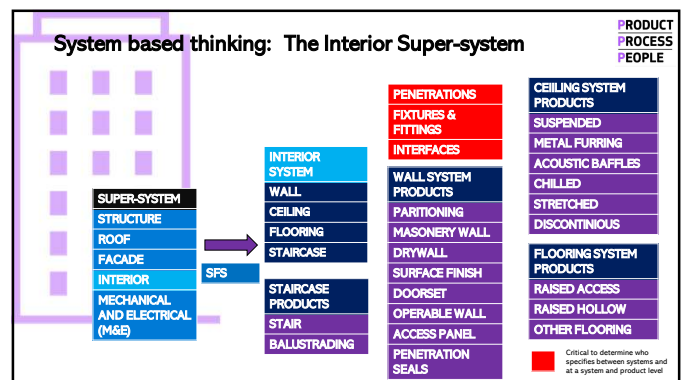 System based thinking:  The Interior Super-system
PRODUCT
PROCESS
PEOPLE
SUPER-SYSTEM
STRUCTURE
ROOF
FACADE
INTERIOR
MECHANICAL
AND ELECTRICAL
(M&E)
SFS
INTERIOR
SYSTEM
WALL
CEILING
FLOORING
STAIRCASE
STAIRCASE
PRODUCTS
STAIR
BALUSTRADING
PENETRATIONS
FIXTURES &
FITTINGS
INTERFACES
WALL SYSTEM
PRODUCTS
PARITIONING
MASONERY WALL
DRYWALL
SURFACE FINISH
DOORSET
OPERABLE WALL
ACCESS PANEL
PENETRATION
SEALS
CEIILING SYSTEM
PRODUCTS
SUSPENDED
METAL FURRING
ACOUSTIC BAFFLES
CHILLED
STRETCHED
DISCONTINIOUS
FLOORING SYSTEM
PRODUCTS
RAISED ACCESS
RAISED HOLLOW
OTHER FLOORING
Critical to determine who
specifies between systems and
at a system and product level